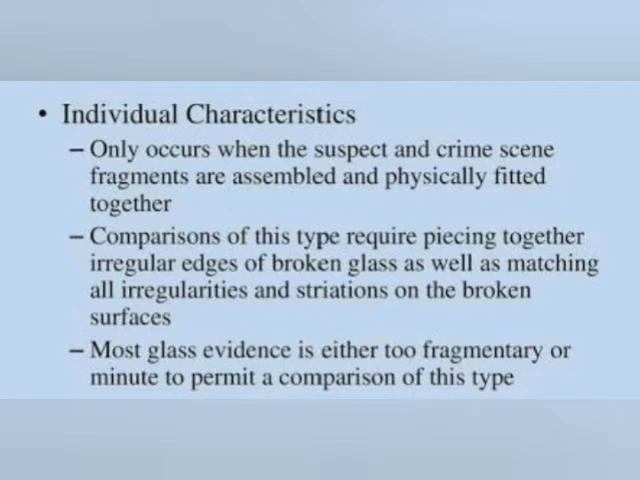 • Individual Characteristics
– Only occurs when the suspect and crime scene
fragments are assembled and physically fitted
together
– Comparisons of this type require piecing together
irregular edges of broken glass as well as matching
all irregularities and striations on the broken
surfaces
– Most glass evidence is either too fragmentary or
minute to permit a comparison of this type